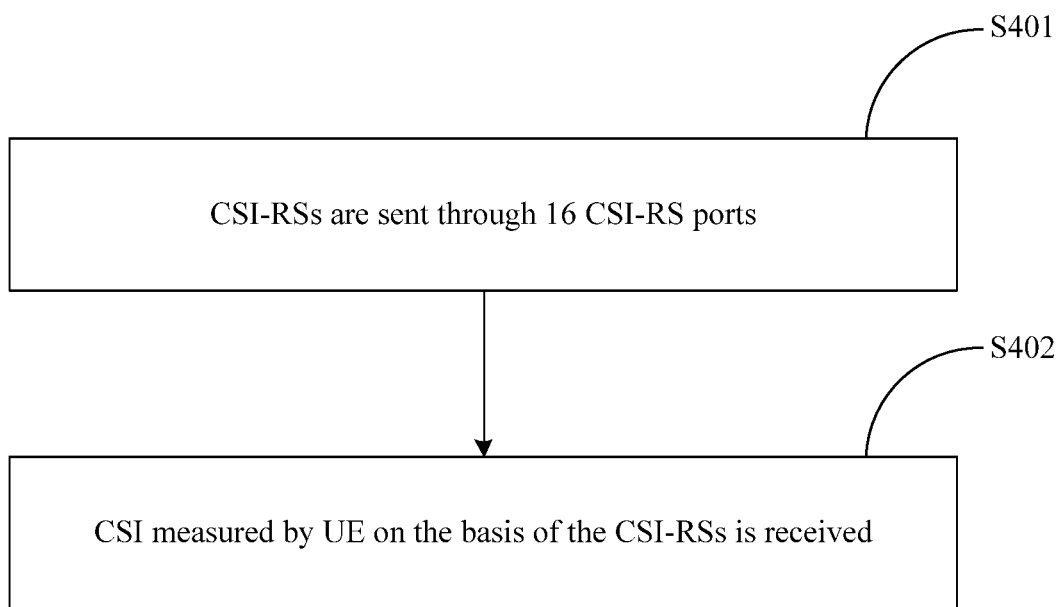 S401
CSI-RSs are sent through 16 CSI-RS ports
S402
CSI measured by UE on the basis of the CSI-RSs is received